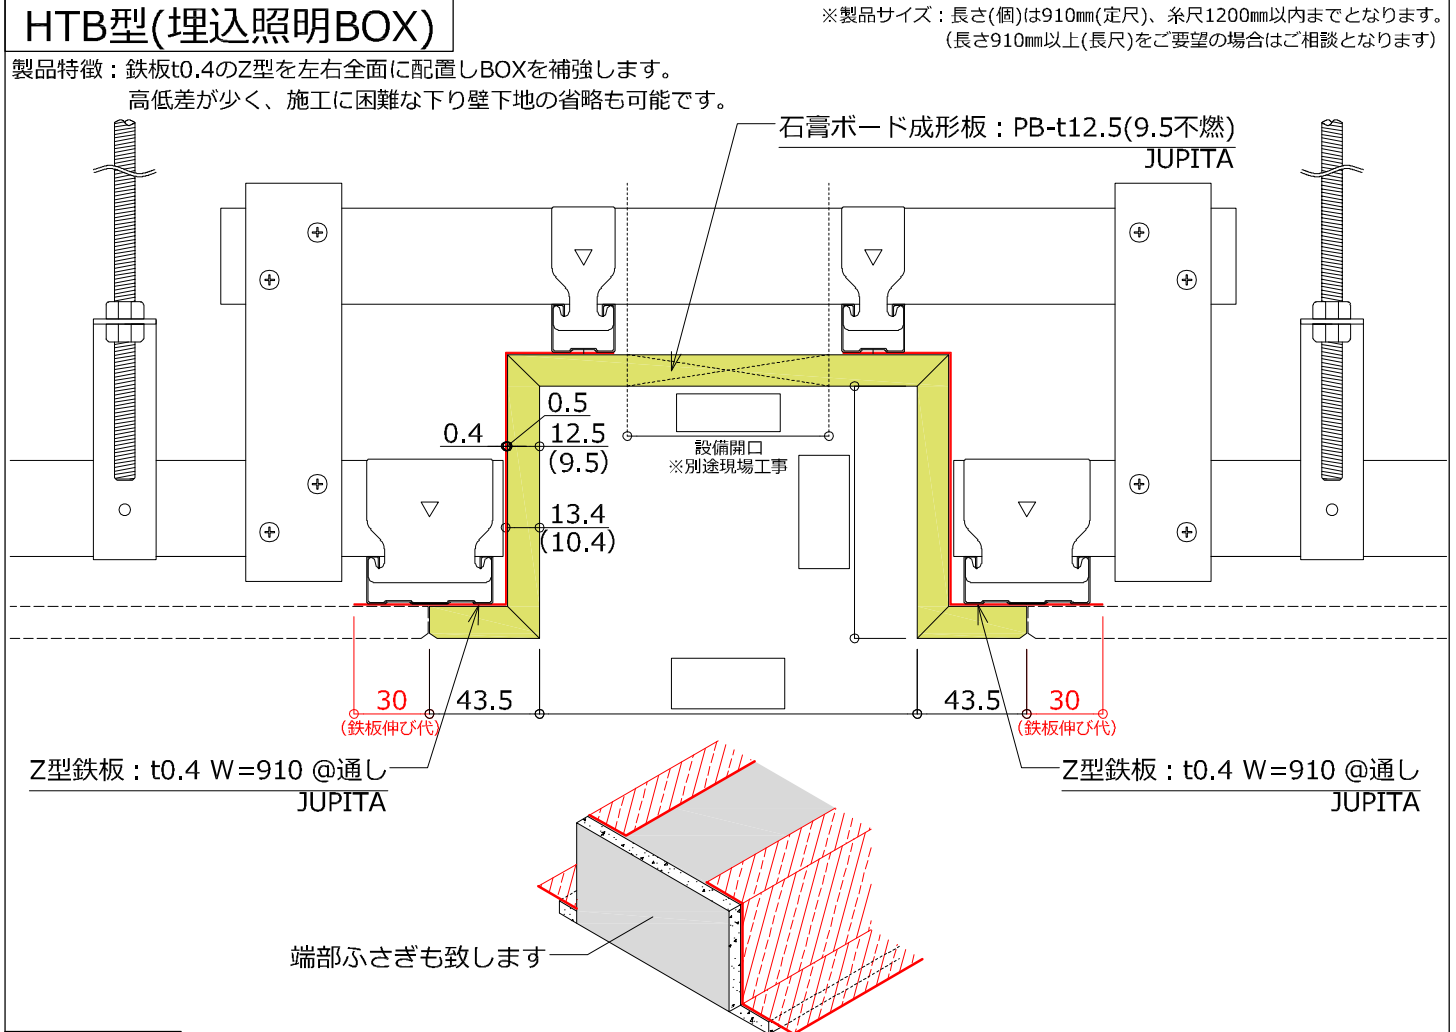 HTB型(埋込照明BOX)
※製品サイズ：長さ(個)は910㎜(定尺)、糸尺1200㎜以内までとなります。
（長さ910㎜以上(長尺)をご要望の場合はご相談となります）
製品特徴：鉄板t0.4のZ型を左右全面に配置しBOXを補強します。
高低差が少く、施工に困難な下り壁下地の省略も可能です。
石膏ボード成形板：PB-t12.5(9.5不燃)
JUPITA
0.5
0.4
12.5
(9.5)
設備開口
※別途現場工事
13.4
(10.4)
30
(鉄板伸び代)
43.5
43.5
30
(鉄板伸び代)
Z型鉄板：t0.4 W=910 @通し
JUPITA
Z型鉄板：t0.4 W=910 @通し
JUPITA
端部ふさぎも致します